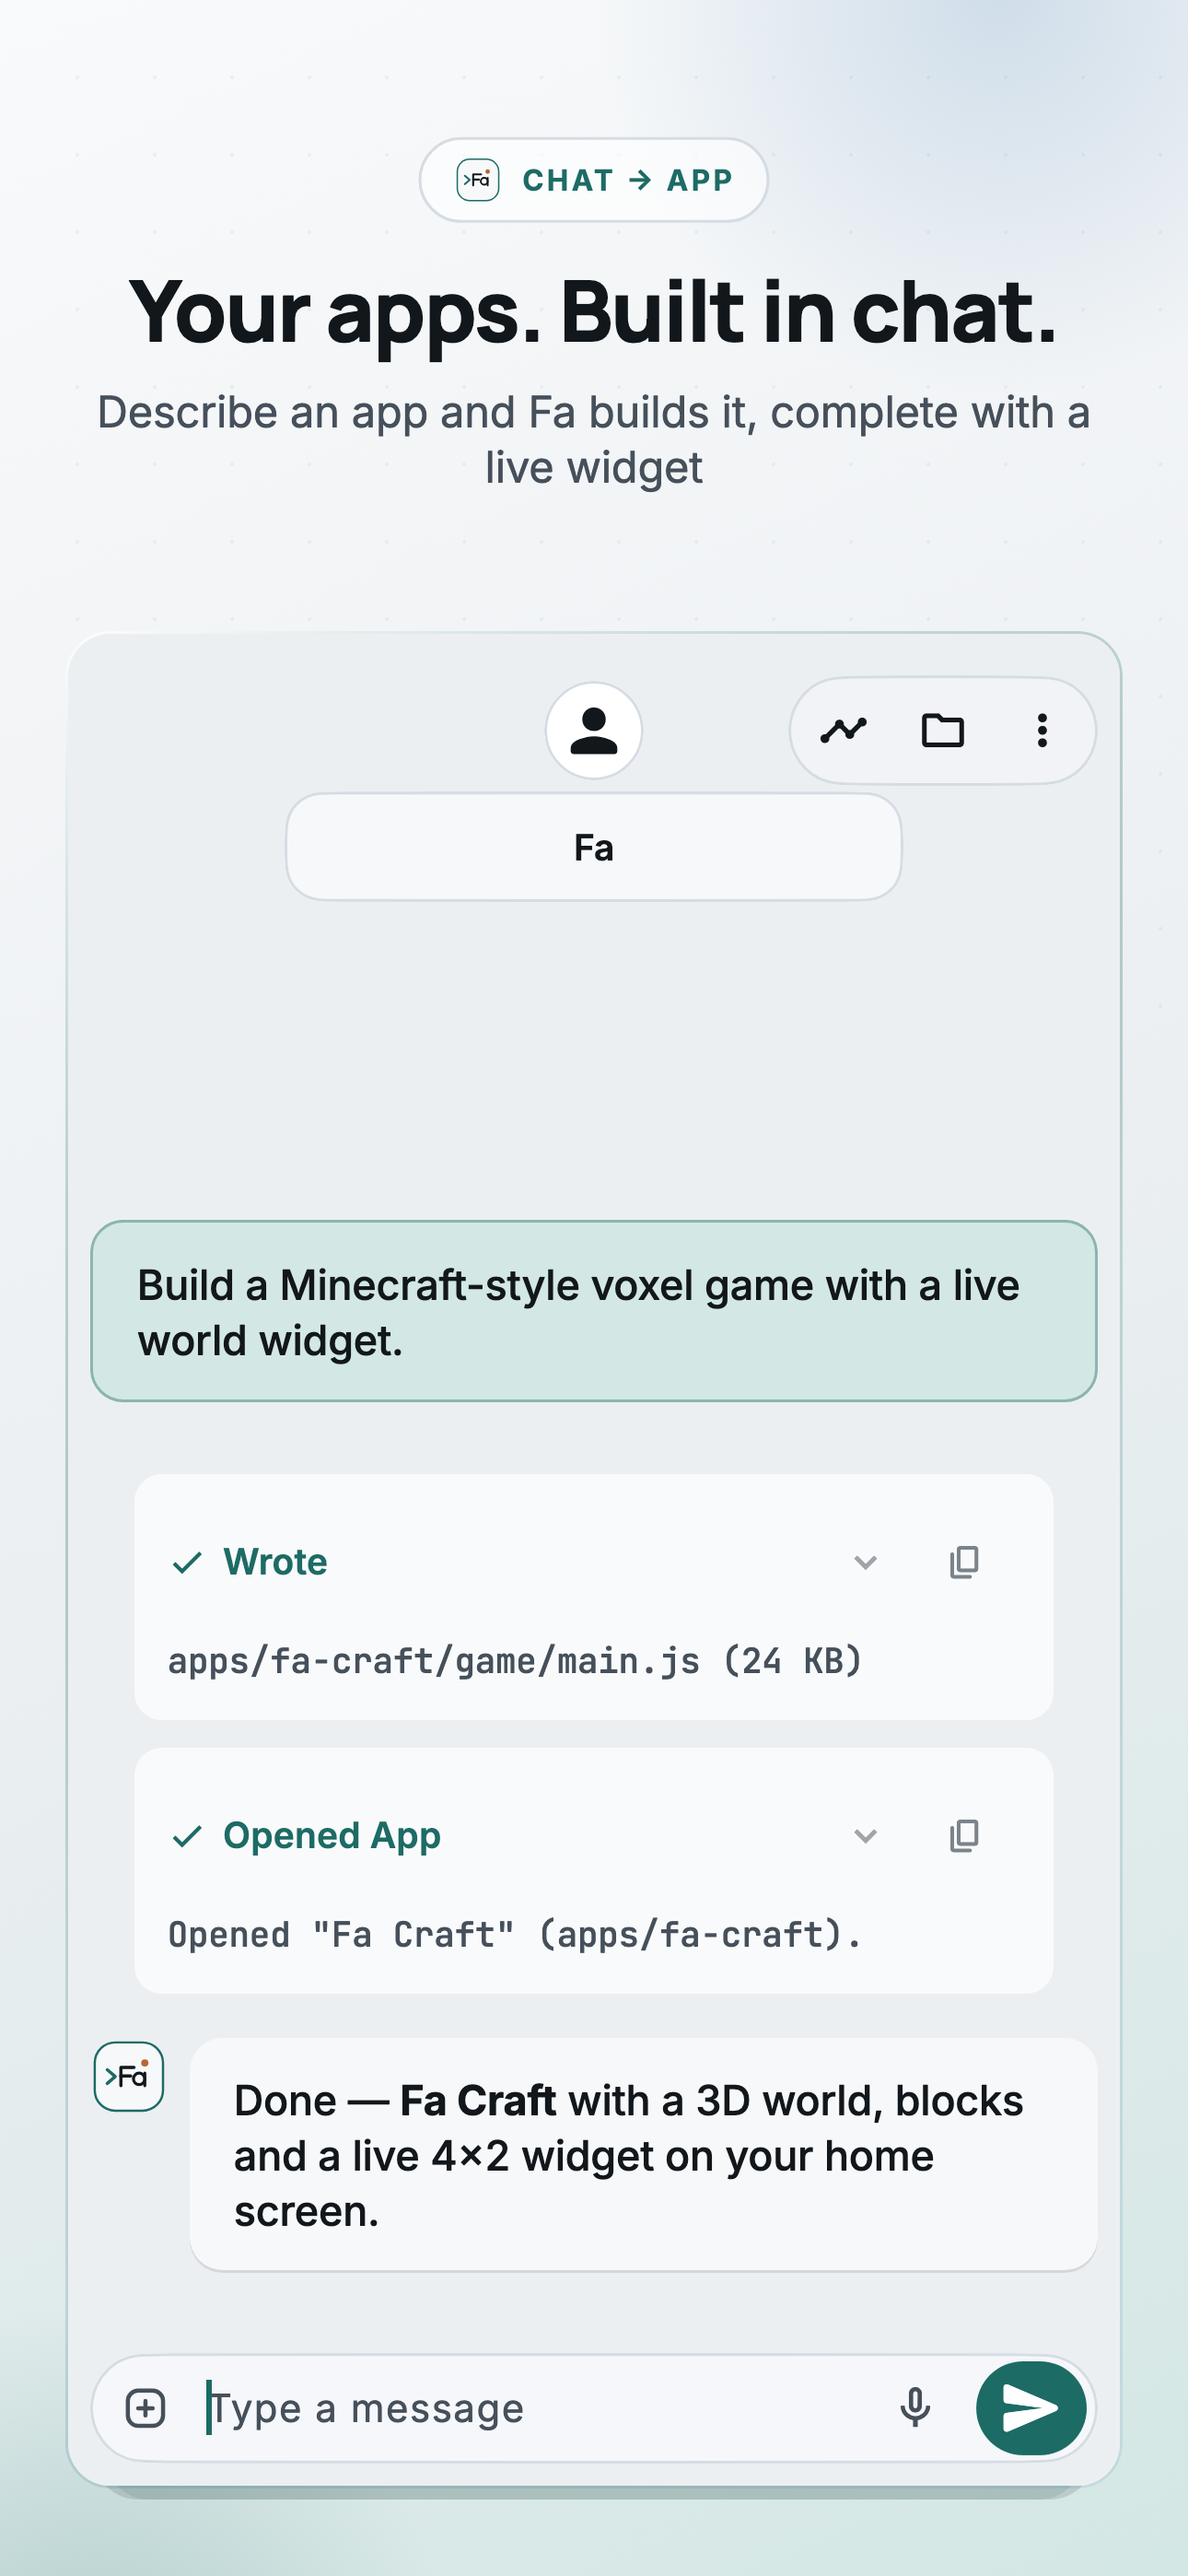 >Fa CHAT → APP
Your apps. Built in chat.
Describe an app and Fa builds it, complete with a
live widget
Fa
Build a Minecraft-style voxel game with a live
world widget.
Wrote
apps/fa-craft/game/main.js (24 KB)
Opened App
Opened "Fa Craft" (apps/fa-craft).
>Fa
Done — Fa Craft with a 3D world, blocks
and a live 4×2 widget on your home
screen.
Type a message